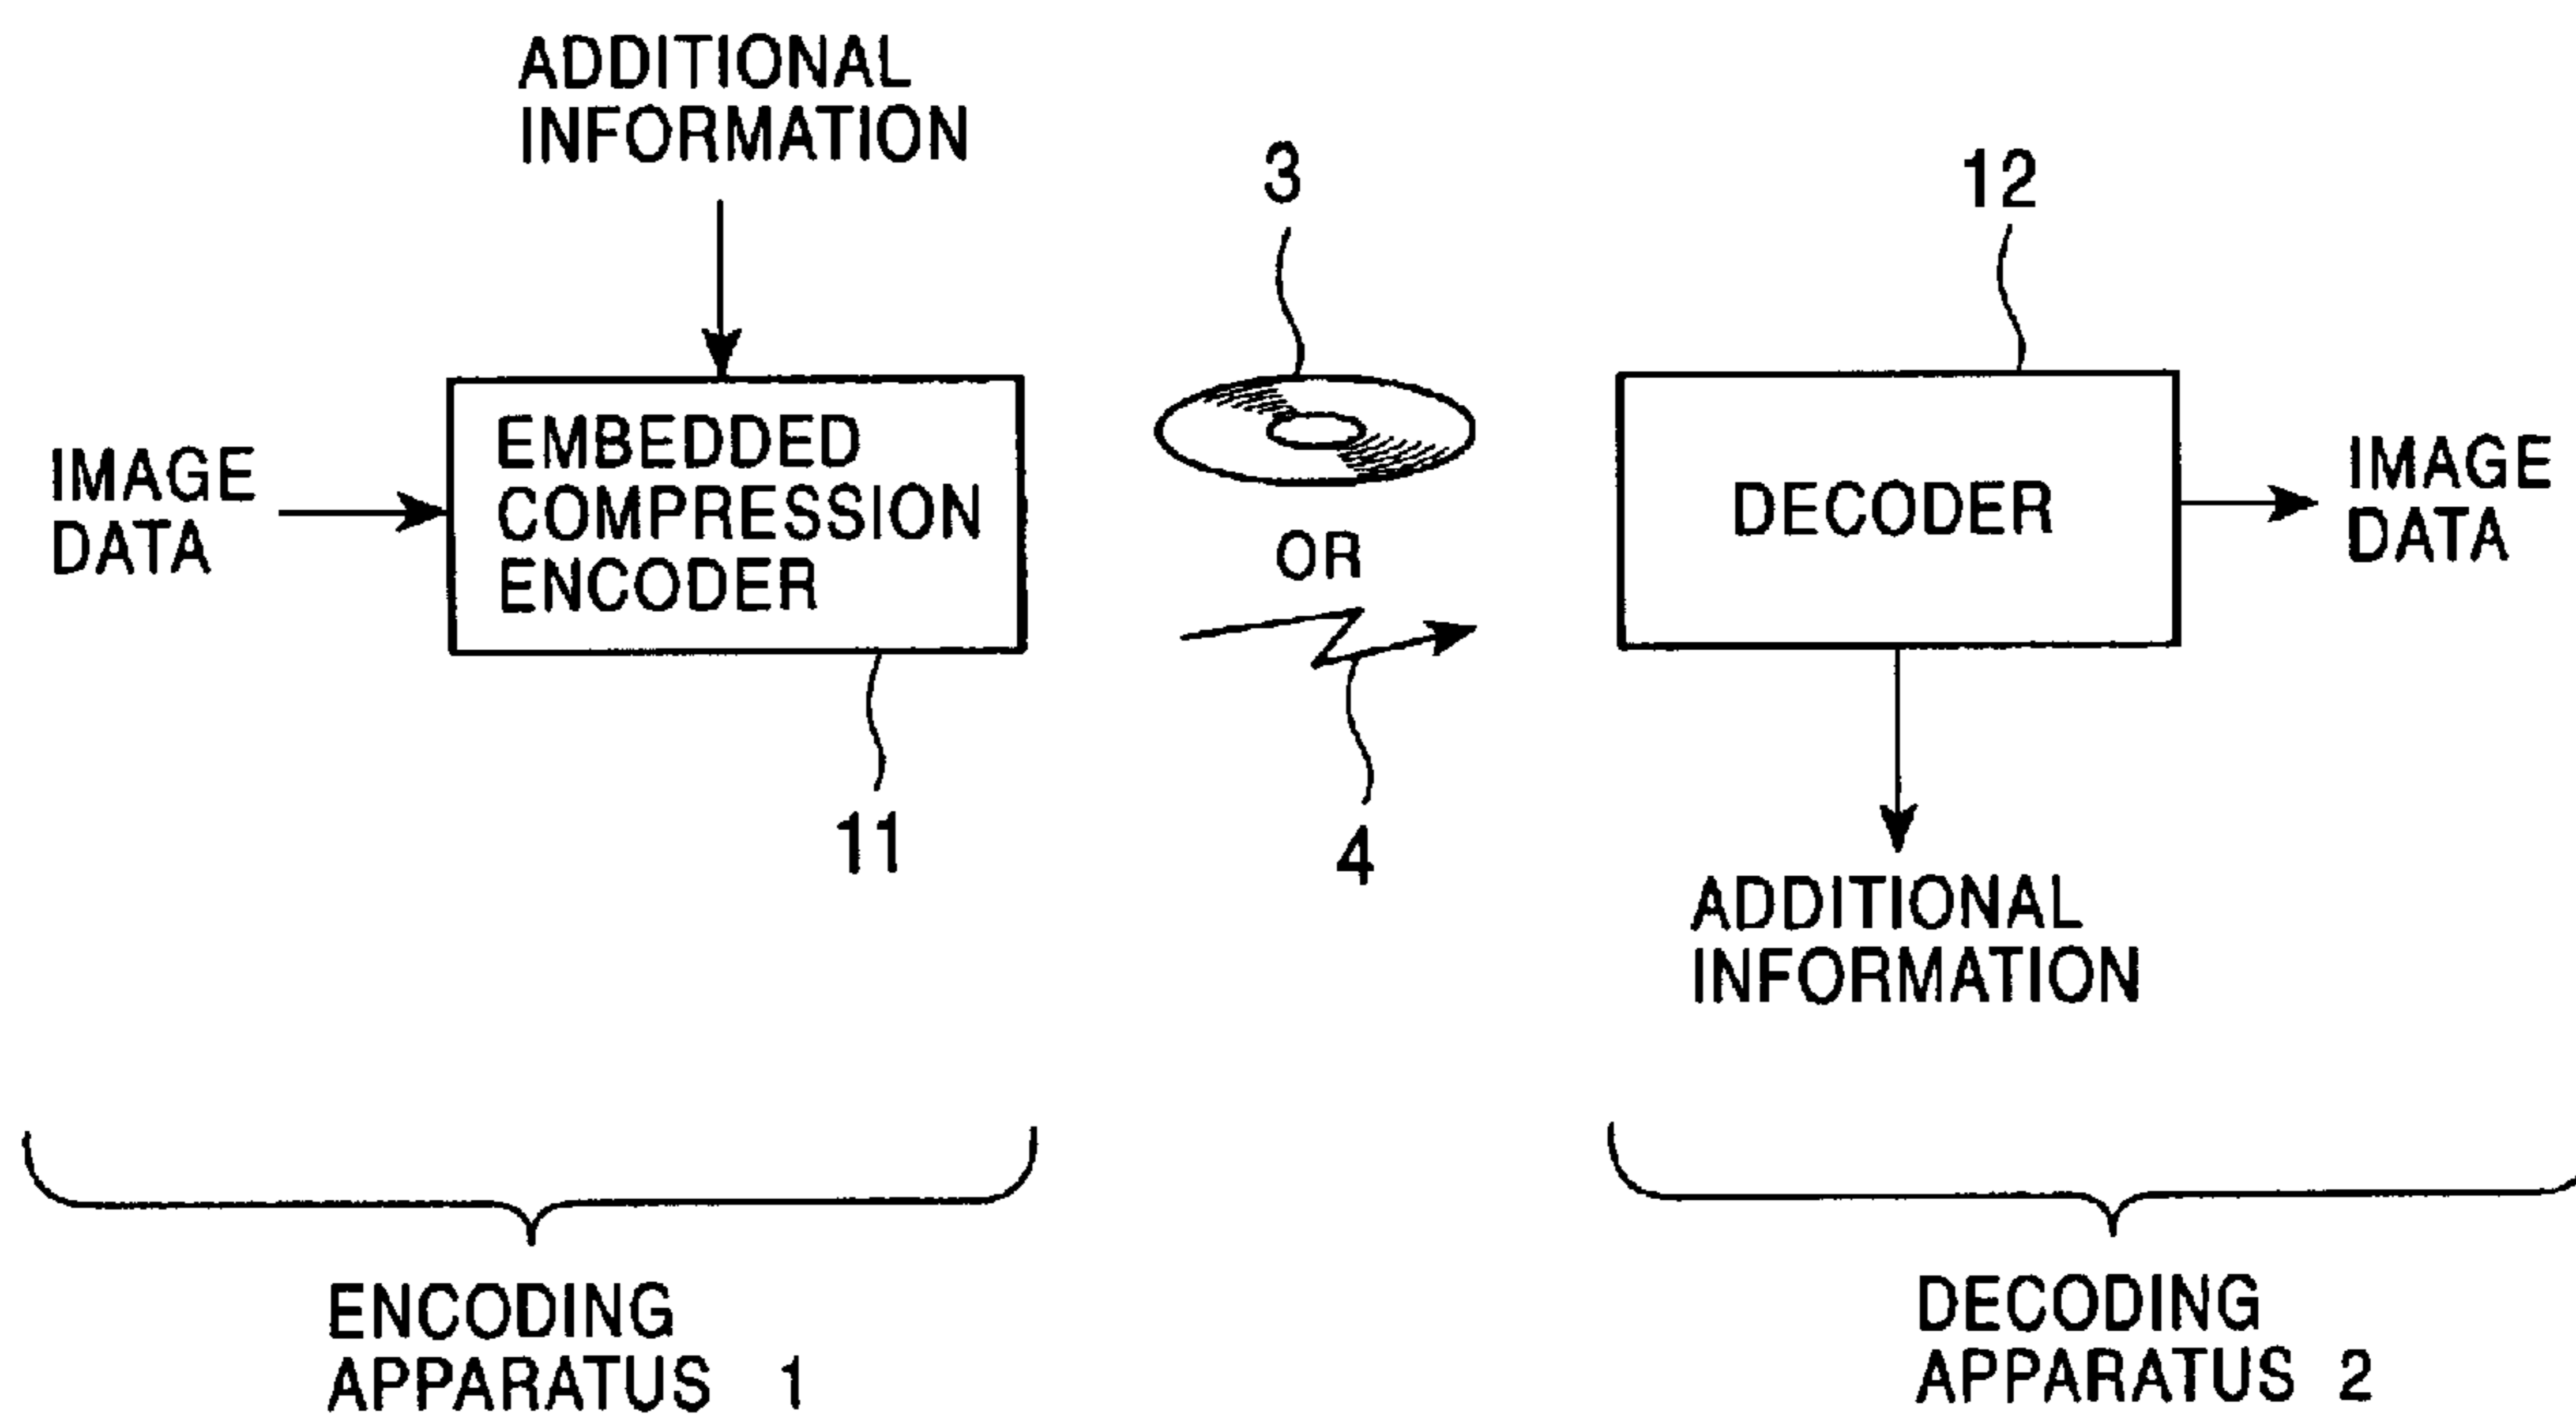 ADDITIONAL
INFORMATION
IMAGE
DATA
EMBEDDED
COMPRESSION
ENCODER
11
3
OR
4
12
DECODER
IMAGE
DATA
ADDITIONAL
INFORMATION
ENCODING
APPARATUS 1
DECODING
APPARATUS 2